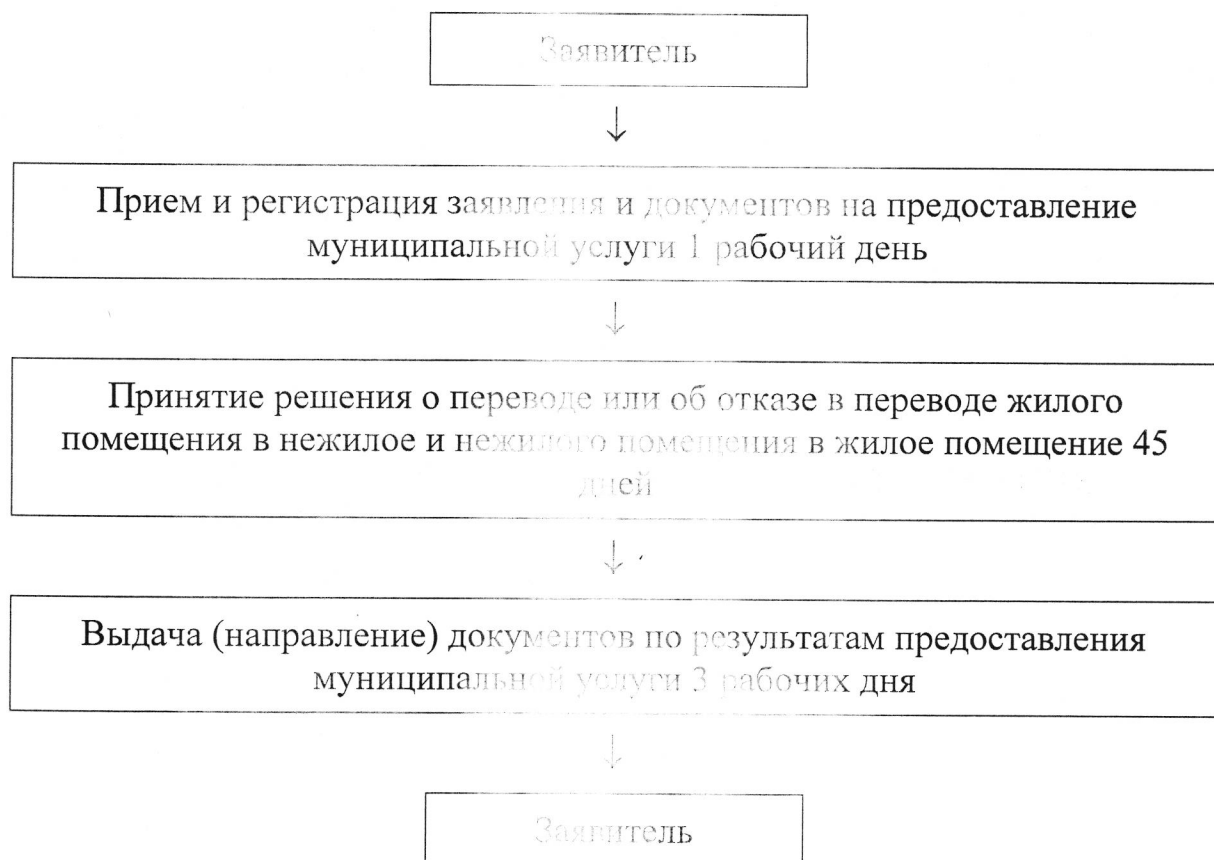 Заявитель
↓
Прием и регистрация заявления и документов на предоставление
муниципальной услуги 1 рабочий день
↓
Принятие решения о переводе или об отказе в переводе жилого
помещения в нежилое и нежилого помещения в жилое помещение 45
дней
↓
Выдача (направление) документов по результатам предоставления
муниципальной услуги 3 рабочих дня
↓
Заявитель